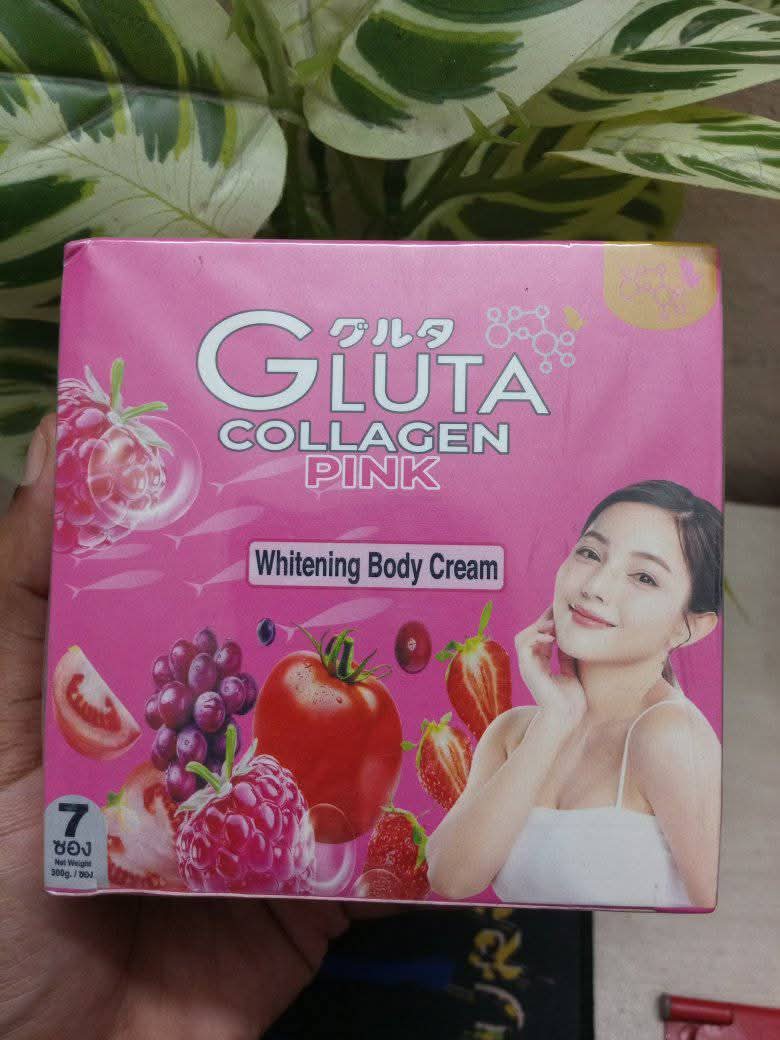 グルタ
GLUTA
COLLAGEN
PINK
Whitening Body Cream
7
ซอง
Net Weight
300g. / ซอง